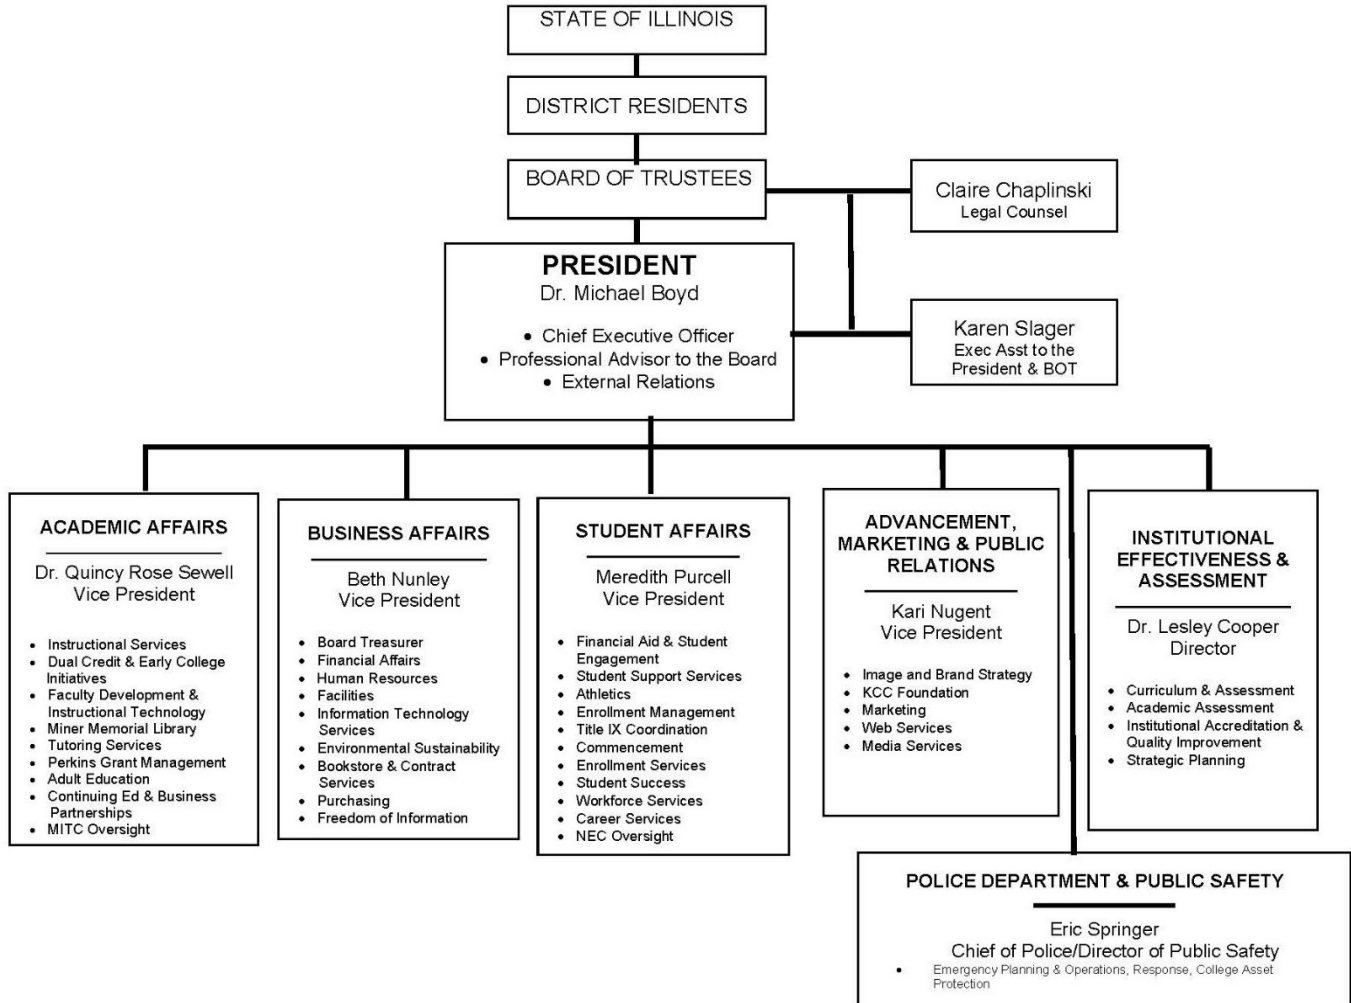 STATE OF ILLINOIS
DISTRICT RESIDENTS
BOARD OF TRUSTEES
Claire Chaplinski
Legal Counsel
PRESIDENT
Dr. Michael Boyd
• Chief Executive Officer
• Professional Advisor to the Board
• External Relations
Karen Slager
Exec Asst to the
President & BOT
ACADEMIC AFFAIRS
Dr. Quincy Rose Sewell
Vice President
• Instructional Services
• Dual Credit & Early College
Initiatives
• Faculty Development &
Instructional Technology
• Miner Memorial Library
• Tutoring Services
• Perkins Grant Management
• Adult Education
• Continuing Ed & Business
Partnerships
• MITC Oversight
BUSINESS AFFAIRS
Beth Nunley
Vice President
• Board Treasurer
• Financial Affairs
• Human Resources
• Facilities
• Information Technology
Services
• Environmental Sustainability
• Bookstore & Contract
Services
• Purchasing
• Freedom of Information
STUDENT AFFAIRS
Meredith Purcell
Vice President
• Financial Aid & Student
Engagement
• Student Support Services
• Athletics
• Enrollment Management
• Title IX Coordination
• Commencement
• Enrollment Services
• Student Success
• Workforce Services
• Career Services
• NEC Oversight
ADVANCEMENT,
MARKETING & PUBLIC
RELATIONS
Kari Nugent
Vice President
• Image and Brand Strategy
• KCC Foundation
• Marketing
• Web Services
• Media Services
INSTITUTIONAL
EFFECTIVENESS &
ASSESSMENT
Dr. Lesley Cooper
Director
• Curriculum & Assessment
• Academic Assessment
• Institutional Accreditation &
Quality Improvement
• Strategic Planning
POLICE DEPARTMENT & PUBLIC SAFETY
Eric Springer
Chief of Police/Director of Public Safety
• Emergency Planning & Operations, Response, College Asset
Protection